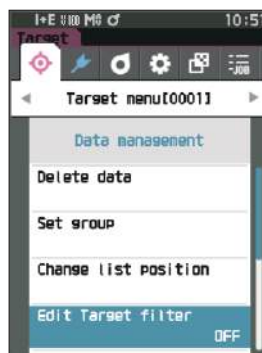 I+E
10:5
Target
JOB
Target menu[0001]
Data management
Delete data
Set group
Change list position
Edit Target filter
OFF